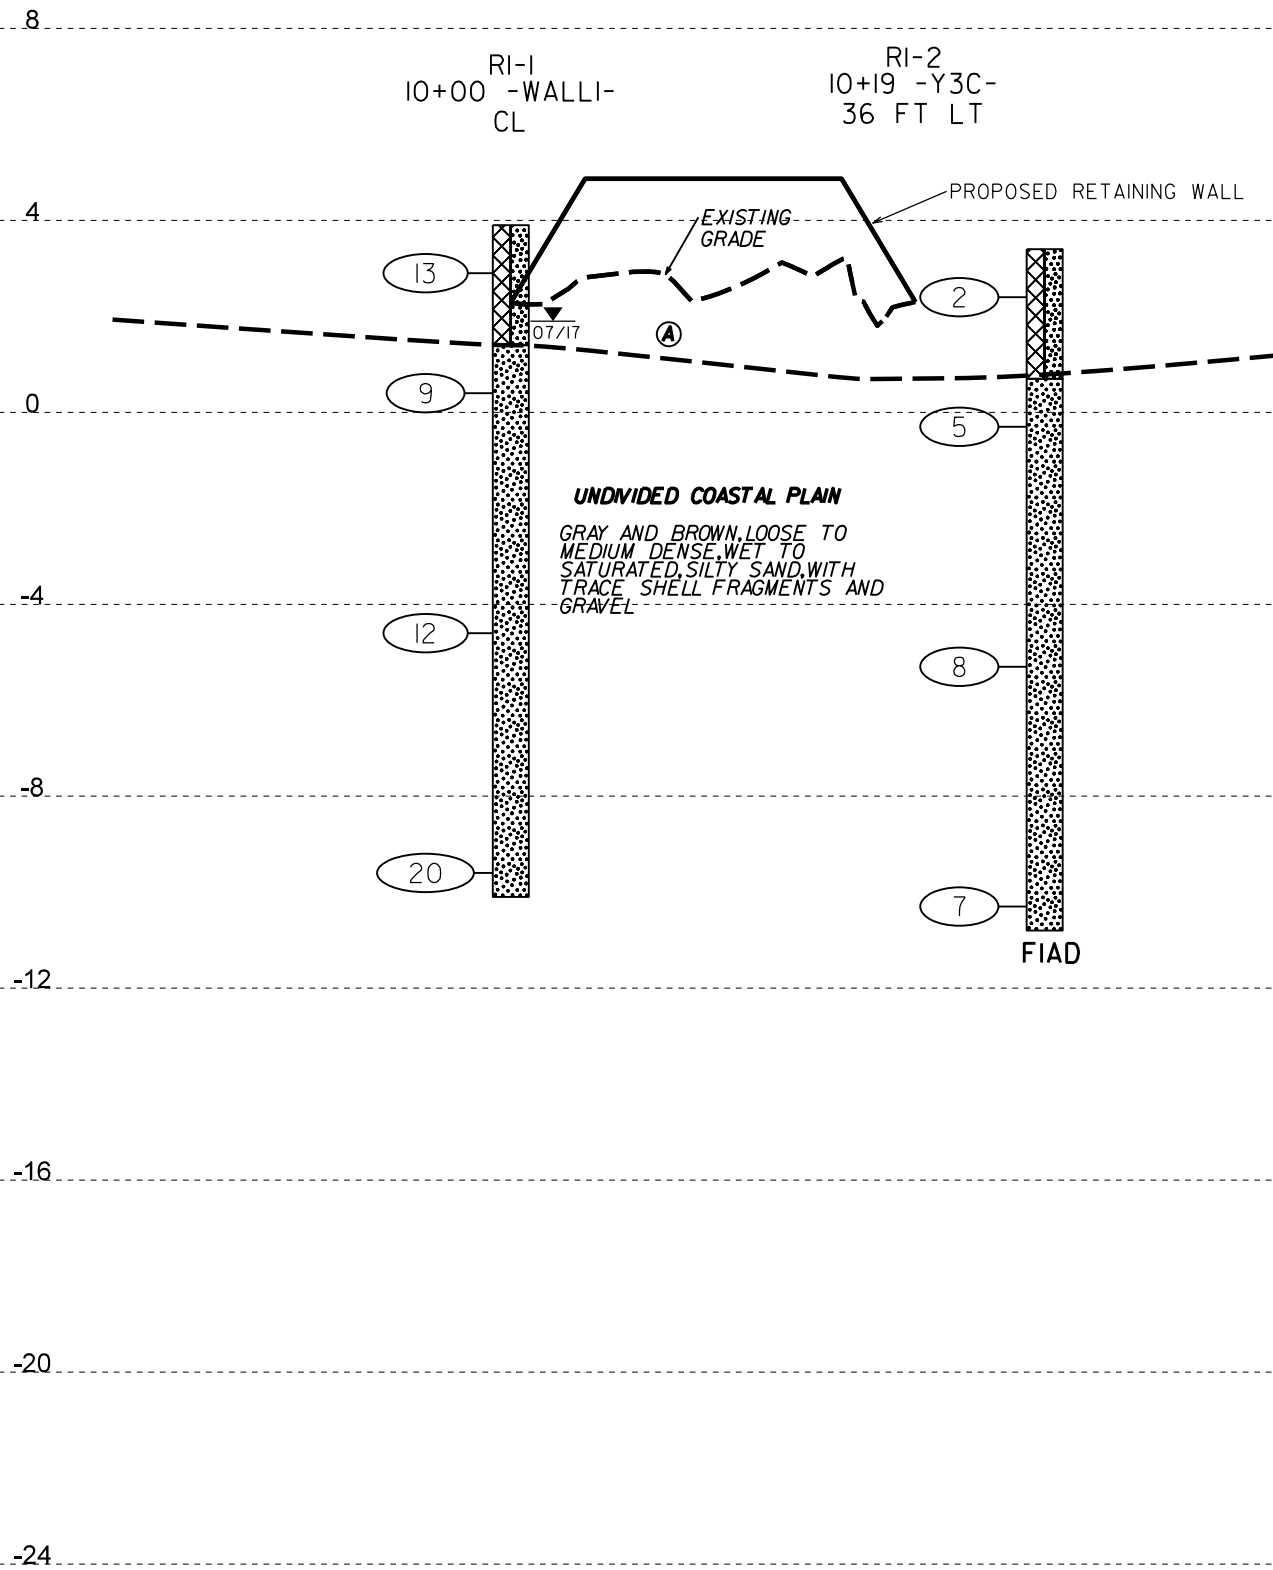 8
R1-1
10+00 -WALL1-
CL
R1-2
10+19 -Y3C-
36 FT LT
PROPOSED RETAINING WALL
4
EXISTING
GRADE
13
2
07/17
A
9
0
5
UNDIVIDED COASTAL PLAIN
GRAY AND BROWN, LOOSE TO
MEDIUM DENSE, WET TO
SATURATED, SILTY SAND, WITH
TRACE SHELL FRAGMENTS AND
GRAVEL
-4
12
8
-8
20
7
FIAD
-12
-16
-20
-24